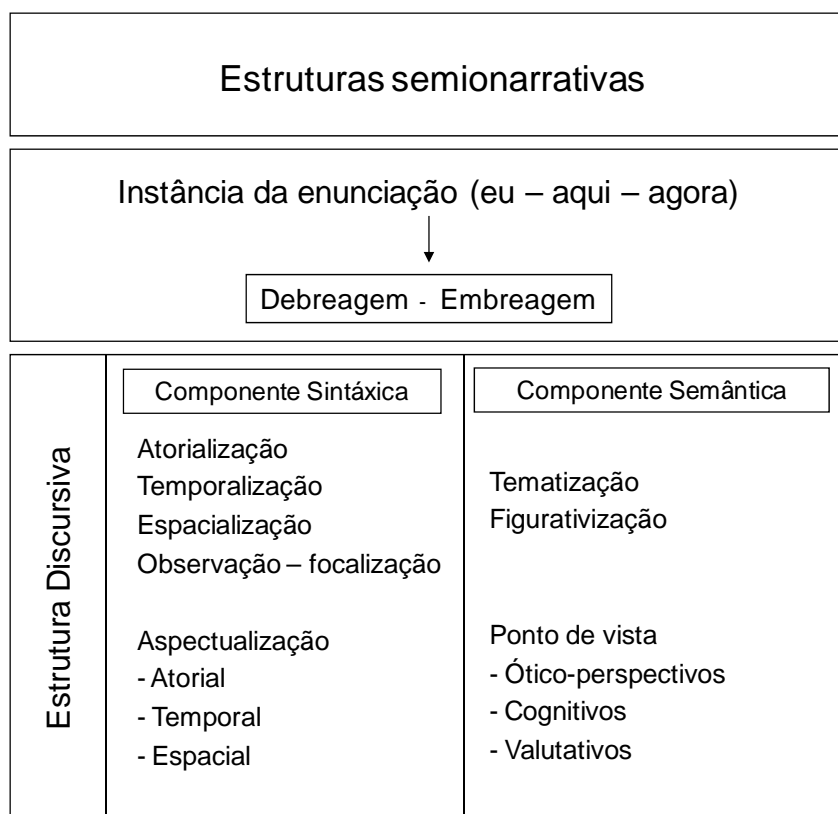 Estruturas semionarrativas
Instância da enunciação (eu – aqui – agora)
Debreagem - Embreagem
Estrutura Discursiva
Componente Sintáxica
Atorialização
Temporalização
Espacialização
Observação – focalização
Aspectualização
- Atorial
- Temporal
- Espacial
Componente Semântica
Tematização
Figurativização
Ponto de vista
- Ótico-perspectivos
- Cognitivos
- Valutativos